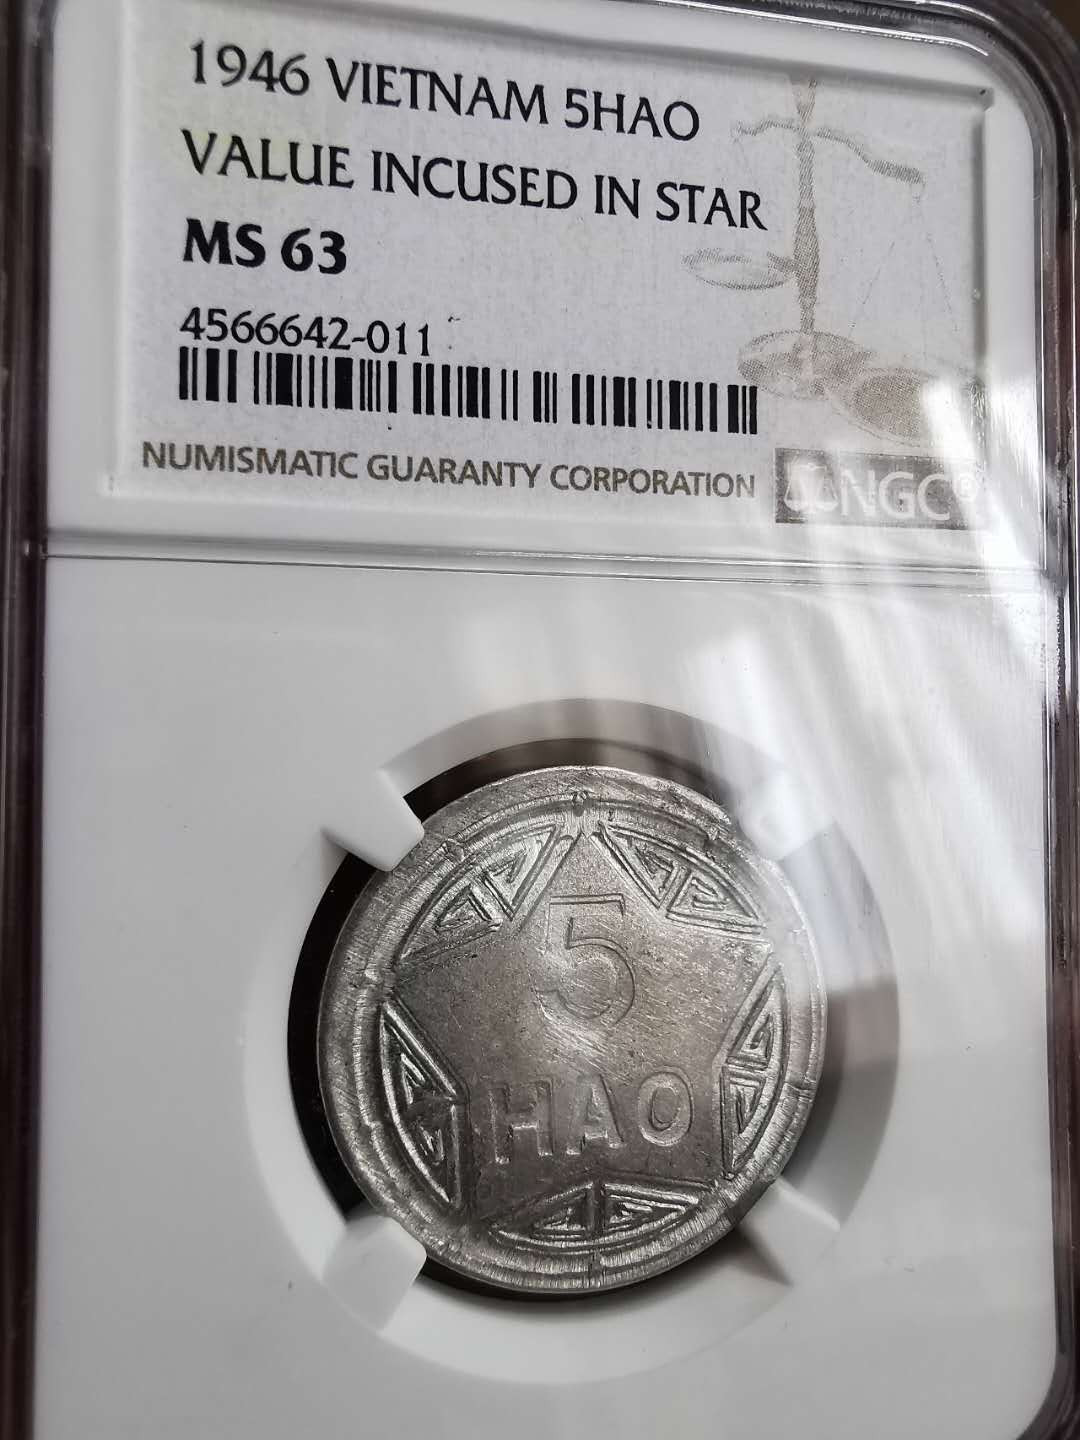 1946 VIETNAM 5HAO
VALUE INCUSED IN STAR
MS 63
4566642-011
NUMISMATIC GUARANTY CORPORATION
NGC®
5
HAO